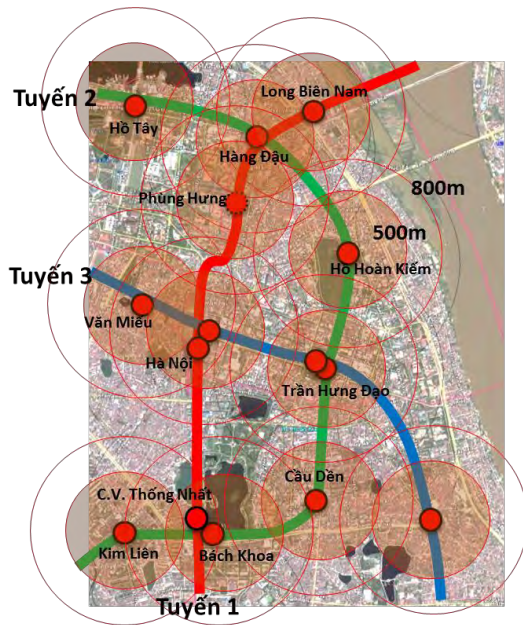 Tuyến 2
Long Biên Nam
Hồ Tây
Hàng Đậu
Phùng Hưng
800m
500m
Hồ Hoàn Kiếm
Tuyến 3
Văn Miếu
Hà Nội
Trần Hưng Đạo
C.V. Thống Nhất
Cầu Dền
Kim Liên
Bách Khoa
Tuyến 1